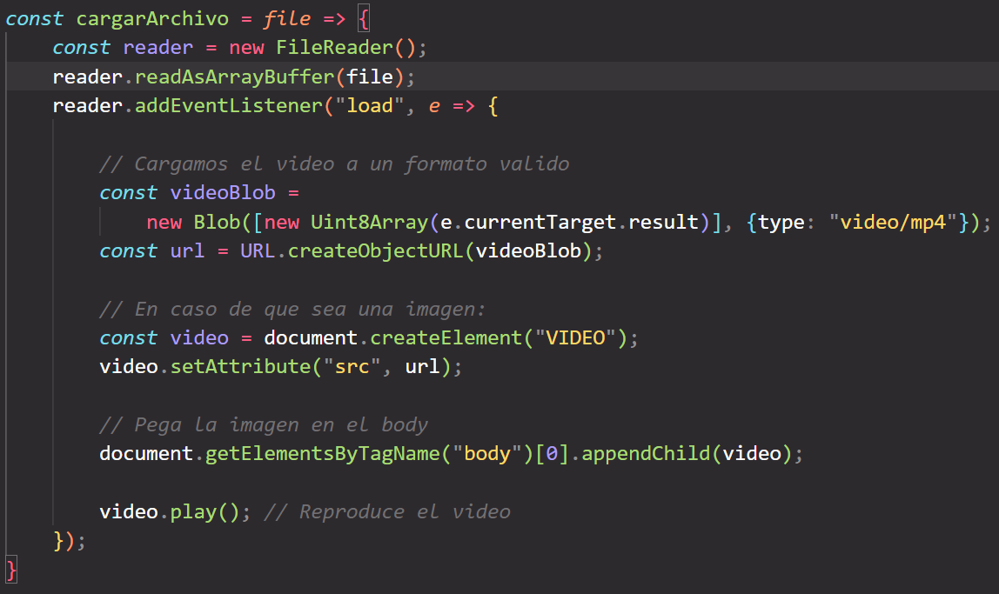 const cargarArchivo = file => {
    const reader = new FileReader();
    reader.readAsArrayBuffer(file);
    reader.addEventListener("load", e => {

        // Cargamos el video a un formato valido
        const videoBlob =
            new Blob([new Uint8Array(e.currentTarget.result)], {type: "video/mp4"});
        const url = URL.createObjectURL(videoBlob);

        // En caso de que sea una imagen:
        const video = document.createElement("VIDEO");
        video.setAttribute("src", url);

        // Pega la imagen en el body
        document.getElementsByTagName("body")[0].appendChild(video);

        video.play(); // Reproduce el video
    });
}